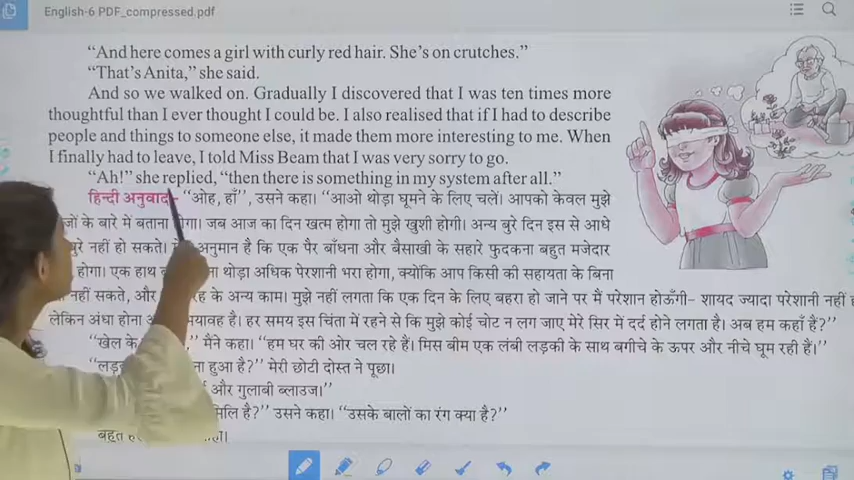 English-6 PDF_compressed.pdf
“And here comes a girl with curly red hair. She’s on crutches.”
“That’s Anita,” she said.
And so we walked on. Gradually I discovered that I was ten times more
thoughtful than I ever thought I could be. I also realised that if I had to describe
people and things to someone else, it made them more interesting to me. When
I finally had to leave, I told Miss Beam that I was very sorry to go.
“Ah!” she replied, “then there is something in my system after all.”
हिन्दी अनुवाद– “ओह, हाँ”, उसने कहा। “आओ थोड़ा घूमने के लिए चलें। आपको केवल मुझे
के बारे में बताना होगा। जब आज का दिन खत्म होगा तो मुझे खुशी होगी। अन्य बुरे दिन इस से आधे
बुरे नहीं हो सकते। अनुमान है कि एक पैर बाँधना और बैसाखी के सहारे फुदकना बहुत मजेदार
होगा। एक हाथ थोड़ा अधिक पेरशानी भरा होगा, क्योंकि आप किसी की सहायता के बिना
नहीं सकते, और के अन्य काम। मुझे नहीं लगता कि एक दिन के लिए बहरा हो जाने पर मैं परेशान होऊँगी– शायद ज्यादा परेशानी नहीं
लेकिन अंधा होना है। हर समय इस चिंता में रहने से कि मुझे कोई चोट न लग जाए मेरे सिर में दर्द होने लगता है। अब हम कहाँ हैं?”
“खेल के मैंने कहा। “हम घर की ओर चल रहे हैं। मिस बीम एक लंबी लड़की के साथ बगीचे के ऊपर और नीचे घूम रही हैं।”
हुआ है?” मेरी छोटी दोस्त ने पूछा।
और गुलाबी ब्लाउज।”
है?” उसने कहा। “उसके बालों का रंग क्या है?”